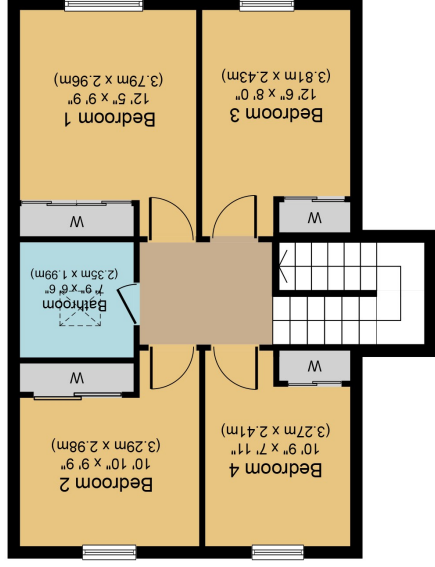 Bedroom 1
12' 5" x 9' 9"
(3.79m x 2.96m)
Bedroom 3
12' 6" x 8' 0"
(3.81m x 2.43m)
W
W
Bathroom
7' 9" x 6' 6"
(2.35m x 1.99m)
W
W
Bedroom 2
10' 10" x 9' 9"
(3.29m x 2.98m)
Bedroom 4
10' 9" x 7' 11"
(3.27m x 2.41m)